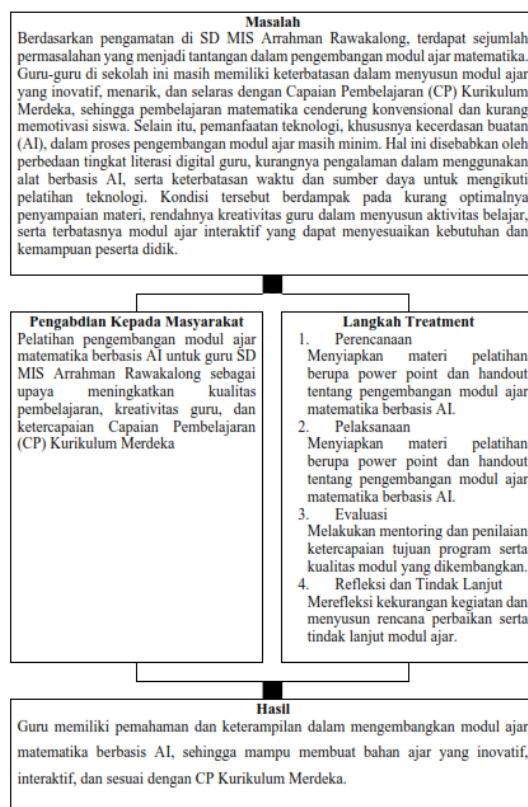 Masalah
Berdasarkan pengamatan di SD MIS Arrahman Rawakalong, terdapat sejumlah
permasalahan yang menjadi tantangan dalam pengembangan modul ajar matematika.
Guru-guru di sekolah ini masih memiliki keterbatasan dalam menyusun modul ajar
yang inovatif, menarik, dan selaras dengan Capaian Pembelajaran (CP) Kurikulum
Merdeka, sehingga pembelajaran matematika cenderung konvensional dan kurang
memotivasi siswa. Selain itu, pemanfaatan teknologi, khususnya kecerdasan buatan
(AI), dalam proses pengembangan modul ajar masih minim. Hal ini disebabkan oleh
perbedaan tingkat literasi digital guru, kurangnya pengalaman dalam menggunakan
alat berbasis AI, serta keterbatasan waktu dan sumber daya untuk mengikuti
pelatihan teknologi. Kondisi tersebut berdampak pada kurang optimalnya
penyampaian materi, rendahnya kreativitas guru dalam menyusun aktivitas belajar,
serta terbatasnya modul ajar interaktif yang dapat menyesuaikan kebutuhan dan
kemampuan peserta didik.
Pengabdian Kepada Masyarakat
Pelatihan pengembangan modul ajar
matematika berbasis AI untuk guru SD
MIS Arrahman Rawakalong sebagai
upaya meningkatkan kualitas
pembelajaran, kreativitas guru, dan
ketercapaian Capaian Pembelajaran
(CP) Kurikulum Merdeka
Langkah Treatment
1. Perencanaan
Menyiapkan materi pelatihan
berupa power point dan handout
tentang pengembangan modul ajar
matematika berbasis AI.
2. Pelaksanaan
Menyiapkan materi pelatihan
berupa power point dan handout
tentang pengembangan modul ajar
matematika berbasis AI.
3. Evaluasi
Melakukan mentoring dan penilaian
ketercapaian tujuan program serta
kualitas modul yang dikembangkan.
4. Refleksi dan Tindak Lanjut
Merefleksi kekurangan kegiatan dan
menyusun rencana perbaikan serta
tindak lanjut modul ajar.
Hasil
Guru memiliki pemahaman dan keterampilan dalam mengembangkan modul ajar
matematika berbasis AI, sehingga mampu membuat bahan ajar yang inovatif,
interaktif, dan sesuai dengan CP Kurikulum Merdeka.